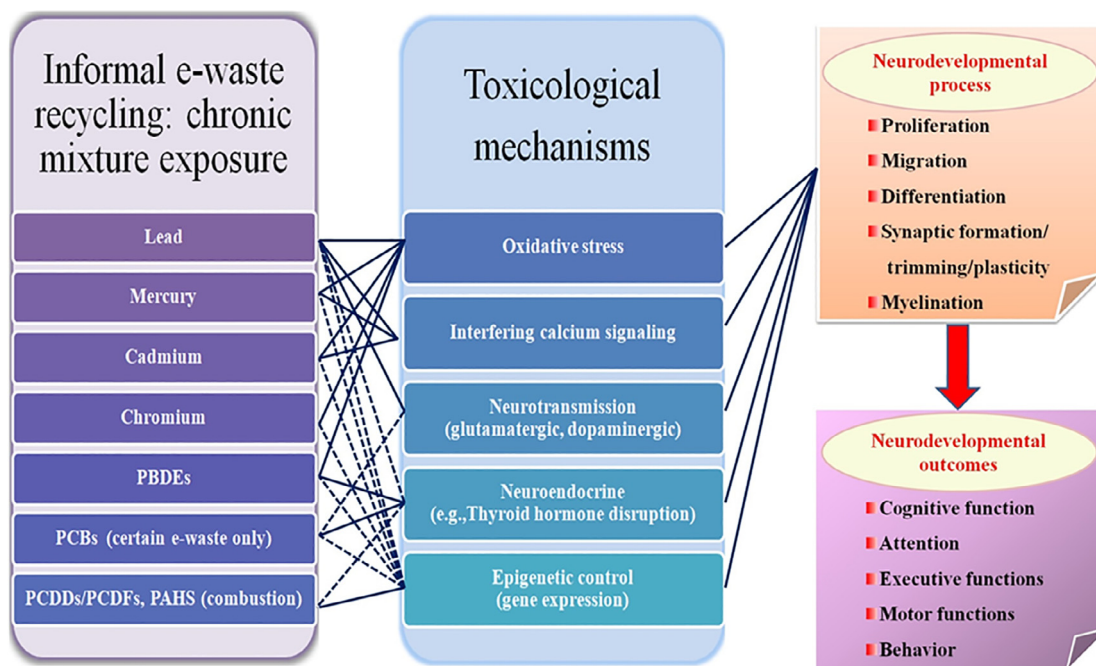 Informal e-waste
recycling: chronic
mixture exposure
Lead
Mercury
Cadmium
Chromium
PBDEs
PCBs (certain e-waste only)
PCDDs/PCDFs, PAHS (combustion)
Toxicological
mechanisms
Oxidative stress
Interfering calcium signaling
Neurotransmission
(glutamatergic, dopaminergic)
Neuroendocrine
(e.g.,Thyroid hormone disruption)
Epigenetic control
(gene expression)
Neurodevelopmental
process
Proliferation
Migration
Differentiation
Synaptic formation/
trimming/plasticity
Myelination
Neurodevelopmental
outcomes
Cognitive function
Attention
Executive functions
Motor functions
Behavior